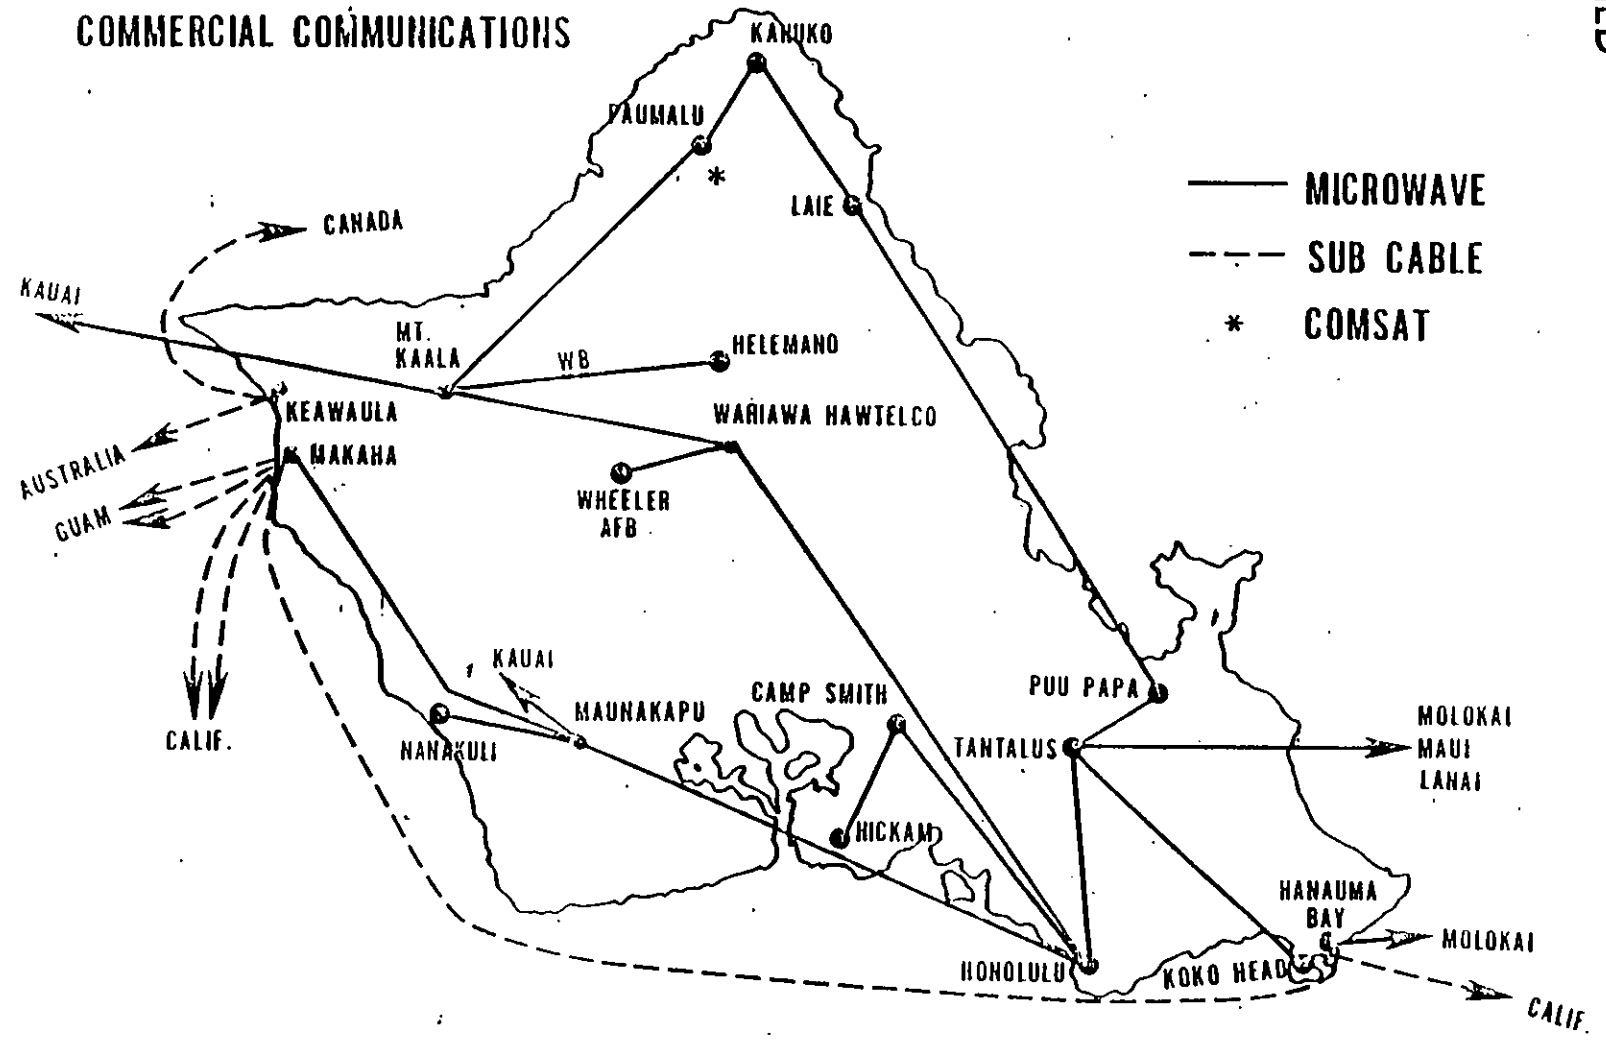 COMMERCIAL COMMUNICATIONS
KAHUKO
PAUMALU
*
LAIE
MICROWAVE
SUB CABLE
* COMSAT
CANADA
KAUAI
MT.
KAALA
WB
HELEMANO
KEAWAULA
WAHIAWA HAWTELCO
MAKAHA
AUSTRALIA
GUAM
WHEELER
AFB
KAUAI
CALIF.
MAUNAKAPU
NANAKULI
CAMP SMITH
HICKAM
PUU PAPA
TANTALUS
MOLOKAI
MAUI
LANAI
HANAUMA
BAY
MOLOKAI
HONOLULU
KOKO HEAD
CALIF.